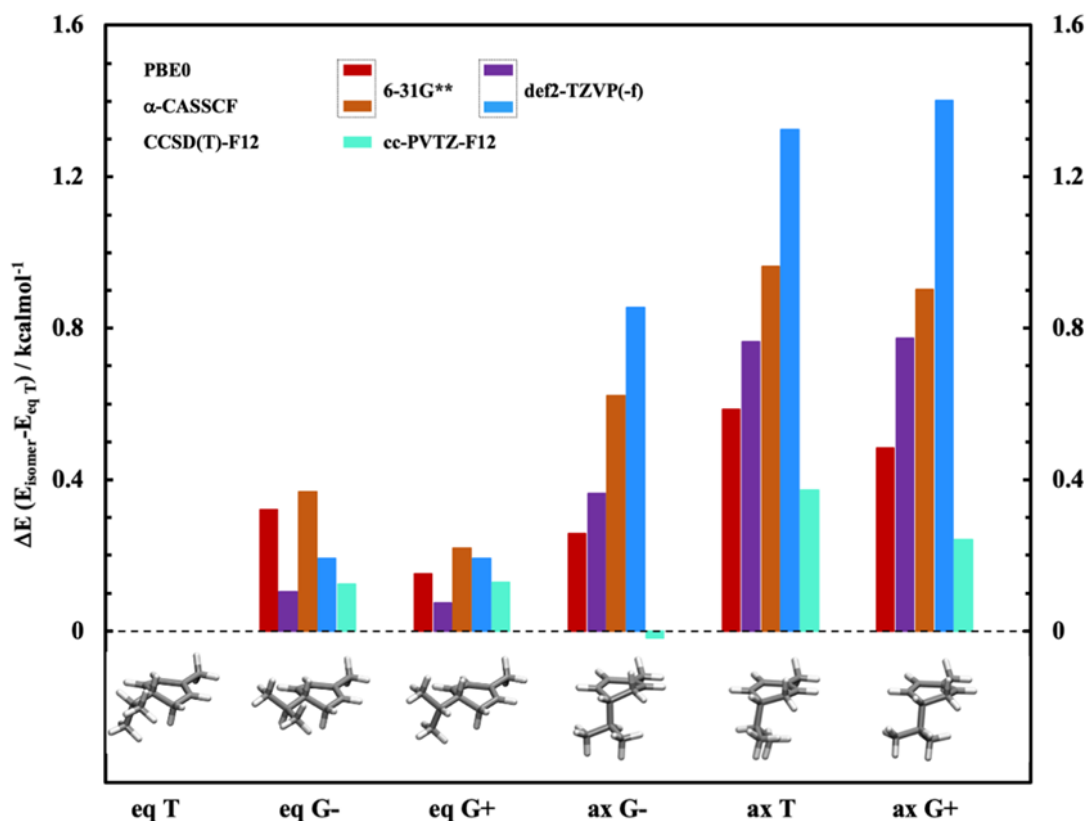 1.6 1.6
PBE0
6-31G** def2-TZVP(-f)
α-CASSCF
CCSD(T)-F12 cc-PVTZ-F12
1.2 1.2
0.8 0.8
0.4 0.4
0 0
ΔE (E_isomer-E_eq T) / kcalmol⁻¹
eq T eq G- eq G+ ax G- ax T ax G+